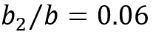 b₂/b = 0.06